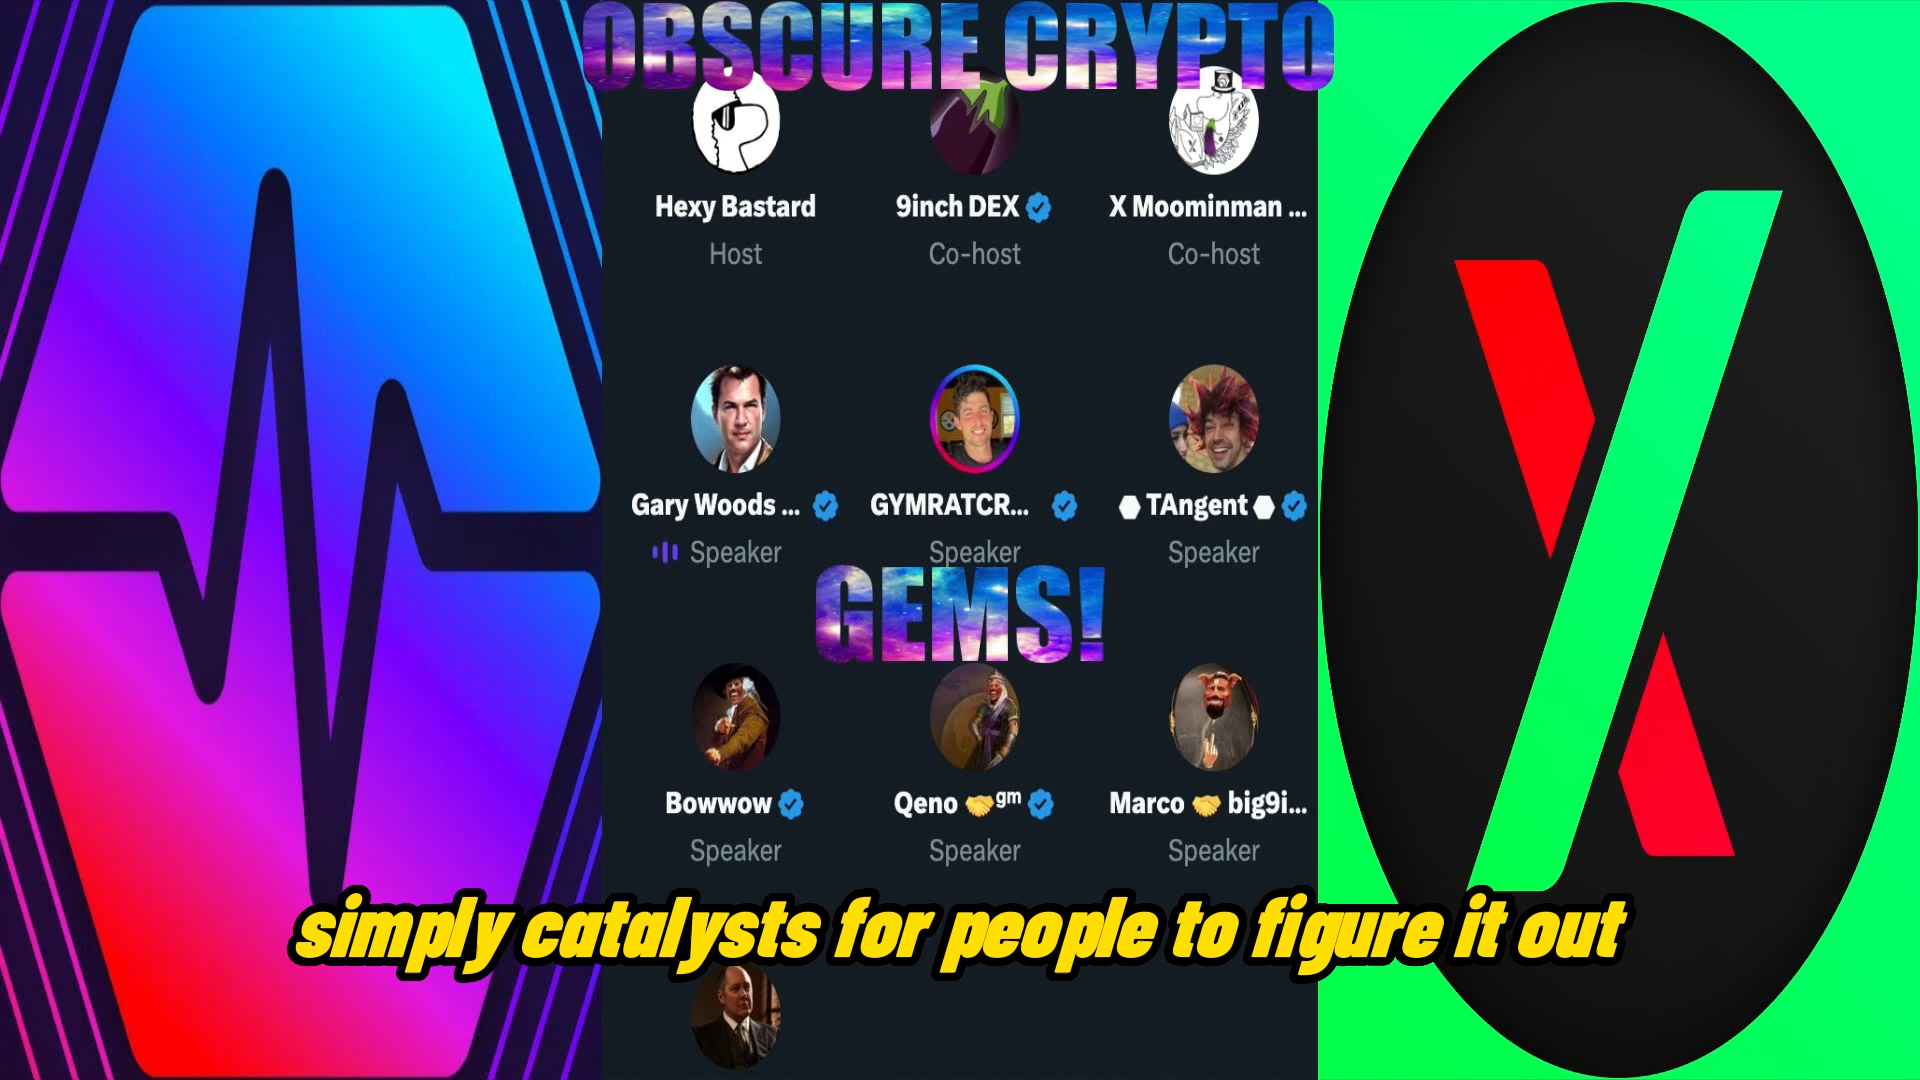 OBSCURE CRYPTO
Hexy Bastard
9inch DEX
X Moominman ...
Host
Co-host
Co-host
Gary Woods ...
GYMRATCR...
TAngent
Speaker
Speaker
Speaker
GEMS!
Bowwow
Qeno 🤝gm
Marco 🤝 big9i...
Speaker
Speaker
Speaker
simply catalysts for people to figure it out